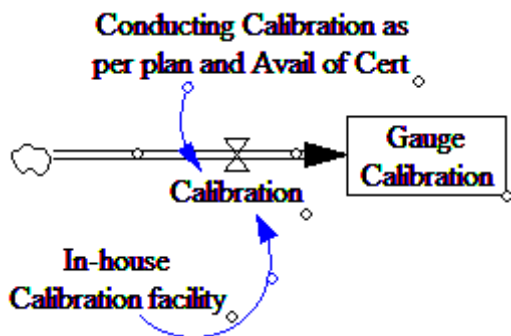 Conducting Calibration as
per plan and Avail of Cert
Gauge
Calibration
Calibration
In-house
Calibration facility